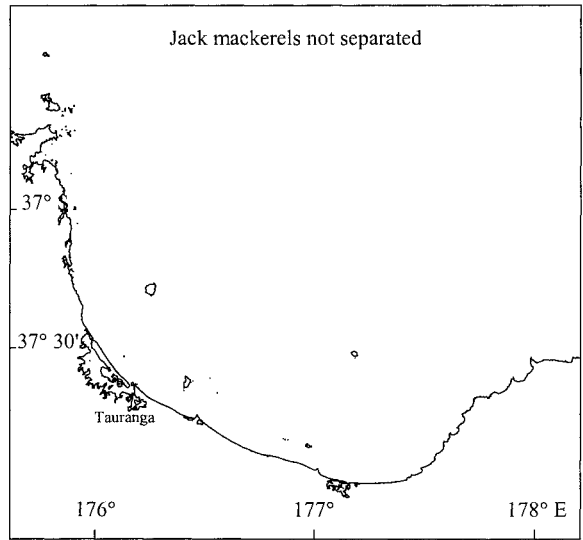 Jack mackerels not separated
37°
37° 30'
Tauranga
176° 177° 178° E